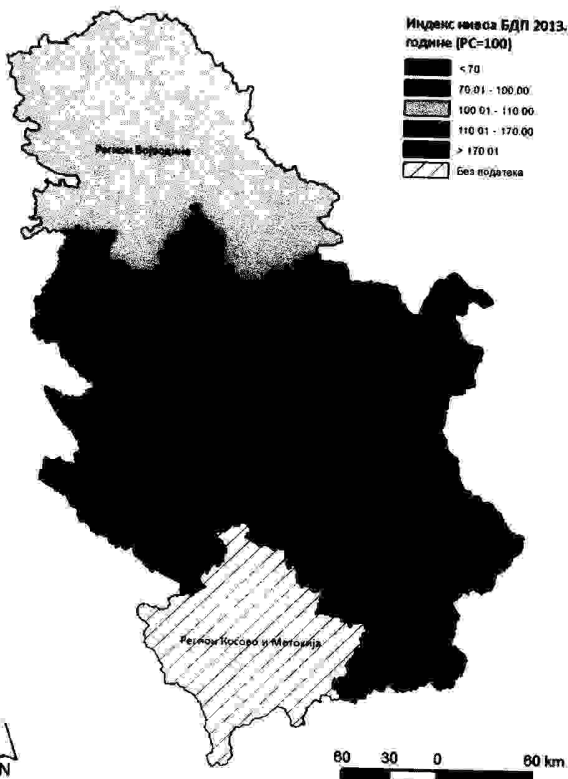 Индекс нивоа БДП 2013.
године (РС=100)
< 70
70.01 - 100.00
100.01 - 110.00
110.01 - 170.00
> 170.01
Без података
Регион Војводине
Регион Косово и Метохија
N
60 30 0 60 km